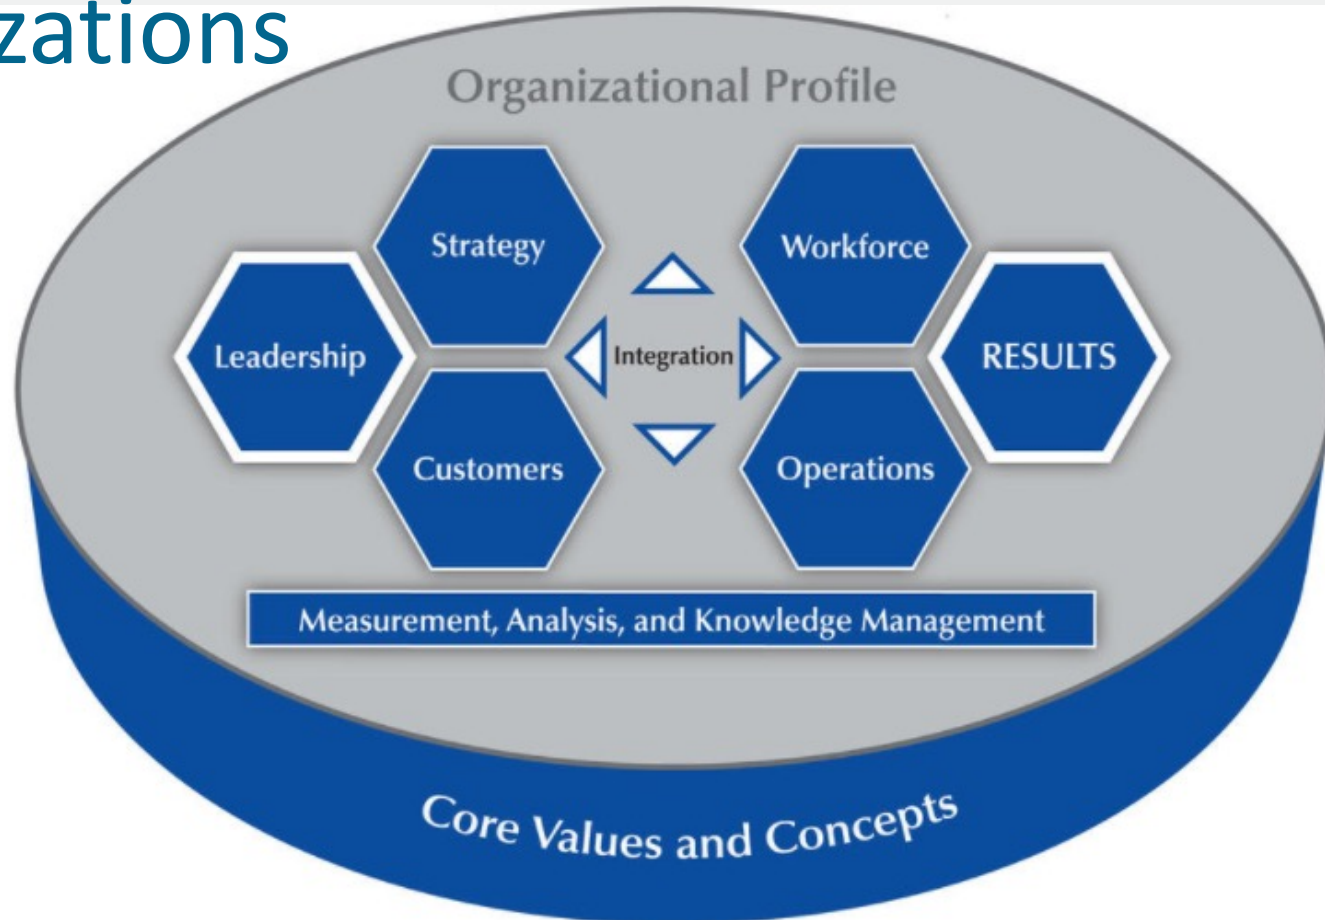 zations
Organizational Profile
Strategy
Workforce
Leadership
Integration
RESULTS
Customers
Operations
Measurement, Analysis, and Knowledge Management
Core Values and Concepts